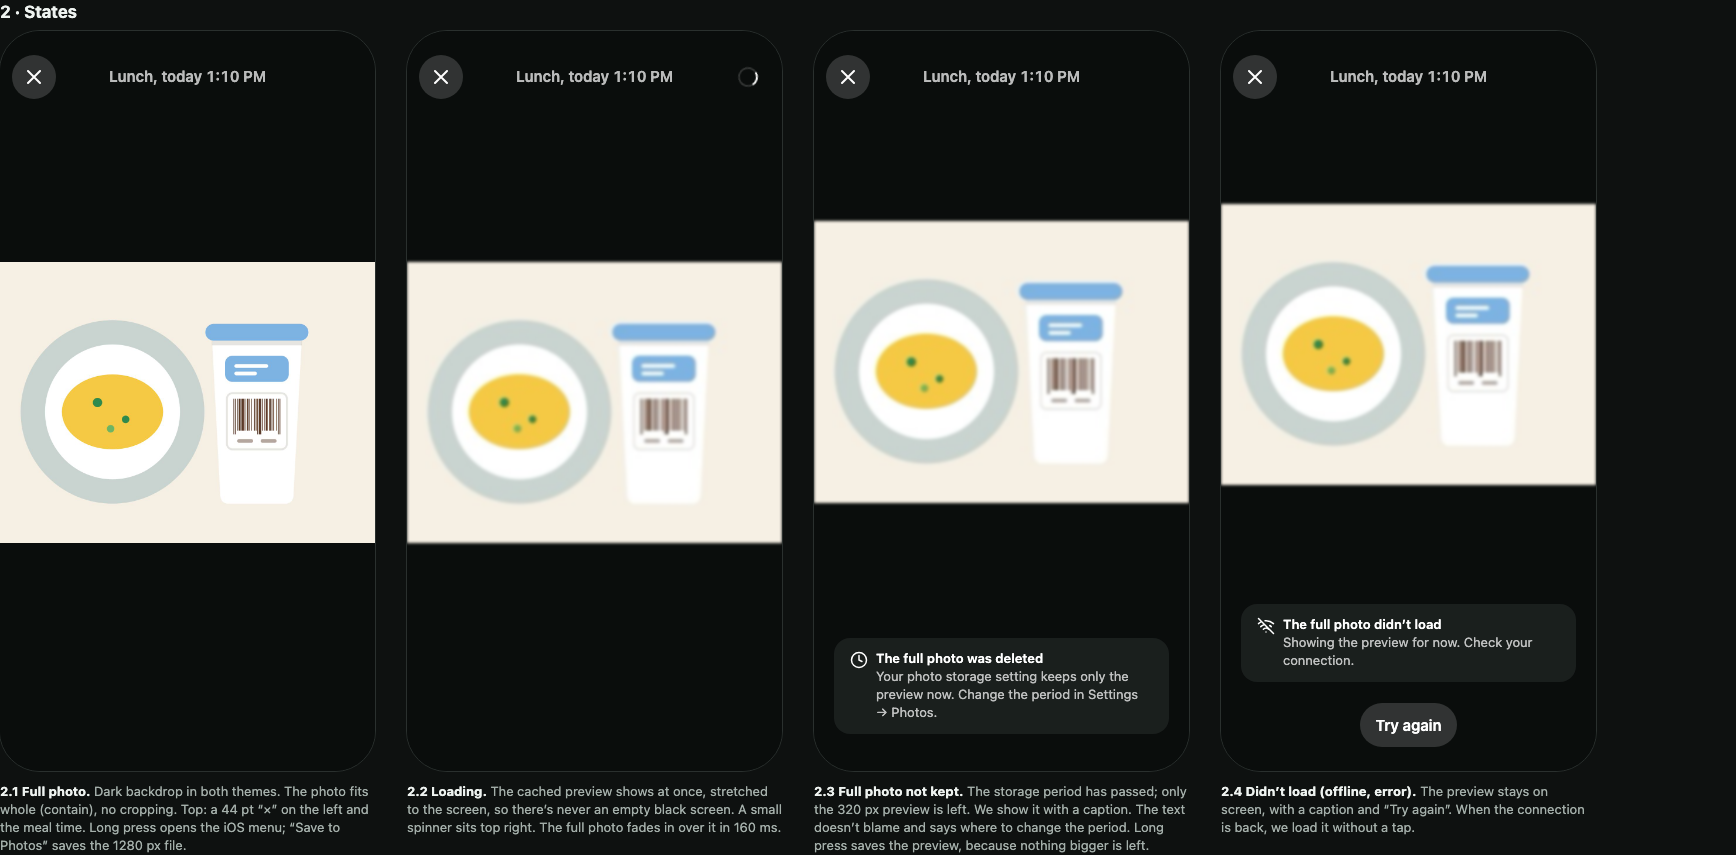 2 · States
Lunch, today 1:10 PM
Lunch, today 1:10 PM
Lunch, today 1:10 PM
Lunch, today 1:10 PM
The full photo was deleted
Your photo storage setting keeps only the
preview now. Change the period in Settings
→ Photos.
The full photo didn’t load
Showing the preview for now. Check your
connection.
Try again
2.1 Full photo. Dark backdrop in both themes. The photo fits
whole (contain), no cropping. Top: a 44 pt “×” on the left and
the meal time. Long press opens the iOS menu; “Save to
Photos” saves the 1280 px file.
2.2 Loading. The cached preview shows at once, stretched
to the screen, so there’s never an empty black screen. A small
spinner sits top right. The full photo fades in over it in 160 ms.
2.3 Full photo not kept. The storage period has passed; only
the 320 px preview is left. We show it with a caption. The text
doesn’t blame and says where to change the period. Long
press saves the preview, because nothing bigger is left.
2.4 Didn’t load (offline, error). The preview stays on
screen, with a caption and “Try again”. When the connection
is back, we load it without a tap.